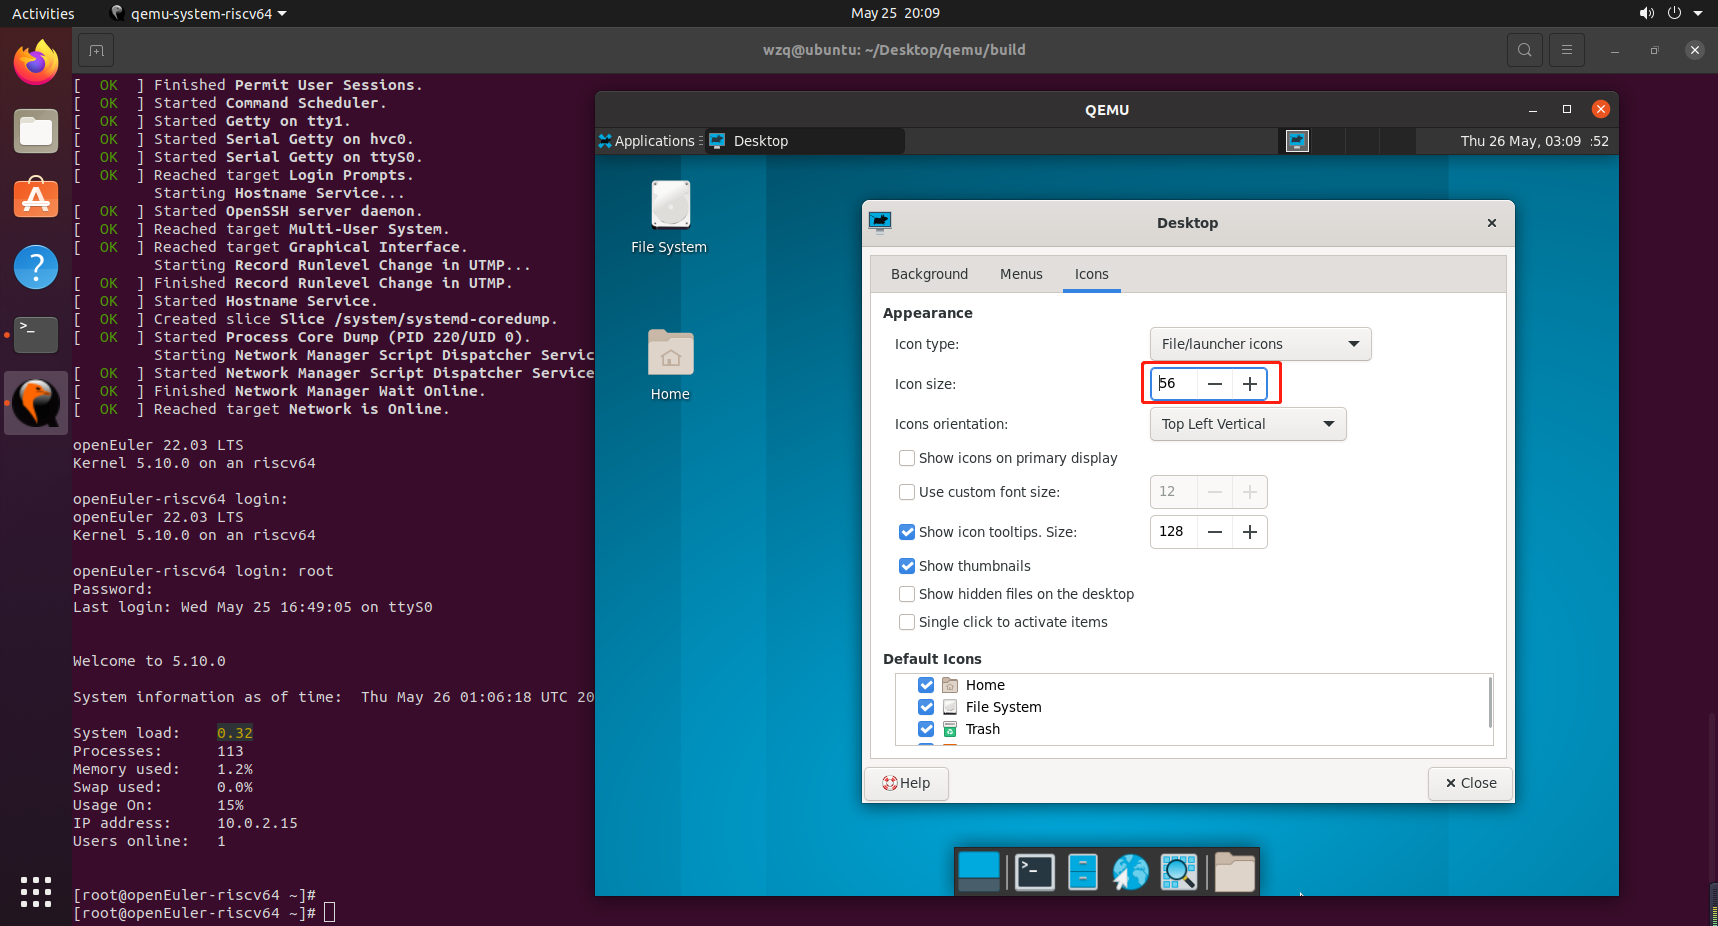 Activities
qemu-system-riscv64
May 25 20:09
wzq@ubuntu: ~/Desktop/qemu/build
[ OK ] Finished Permit User Sessions.
[ OK ] Started Command Scheduler.
[ OK ] Started Getty on tty1.
[ OK ] Started Serial Getty on hvc0.
[ OK ] Started Serial Getty on ttyS0.
[ OK ] Reached target Login Prompts.
Starting Hostname Service...
[ OK ] Started OpenSSH server daemon.
[ OK ] Reached target Multi-User System.
[ OK ] Reached target Graphical Interface.
Starting Record Runlevel Change in UTMP...
[ OK ] Finished Record Runlevel Change in UTMP.
[ OK ] Started Hostname Service.
[ OK ] Created slice Slice /system/systemd-coredump.
[ OK ] Started Process Core Dump (PID 220/UID 0).
Starting Network Manager Script Dispatcher Servic
[ OK ] Started Network Manager Script Dispatcher Service
[ OK ] Finished Network Manager Wait Online.
[ OK ] Reached target Network is Online.
openEuler 22.03 LTS
Kernel 5.10.0 on an riscv64
openEuler-riscv64 login:
openEuler 22.03 LTS
Kernel 5.10.0 on an riscv64
openEuler-riscv64 login: root
Password:
Last login: Wed May 25 16:49:05 on ttyS0
Welcome to 5.10.0
System information as of time: Thu May 26 01:06:18 UTC 20
System load: 0.32
Processes: 113
Memory used: 1.2%
Swap used: 0.0%
Usage On: 15%
IP address: 10.0.2.15
Users online: 1
[root@openEuler-riscv64 ~]#
[root@openEuler-riscv64 ~]#
QEMU
Applications
Desktop
Thu 26 May, 03:09 :52
File System
Home
Desktop
Background
Menus
Icons
Appearance
Icon type:
File/launcher icons
Icon size:
56
Icons orientation:
Top Left Vertical
Show icons on primary display
Use custom font size:
12
Show icon tooltips. Size:
128
Show thumbnails
Show hidden files on the desktop
Single click to activate items
Default Icons
Home
File System
Trash
Help
Close